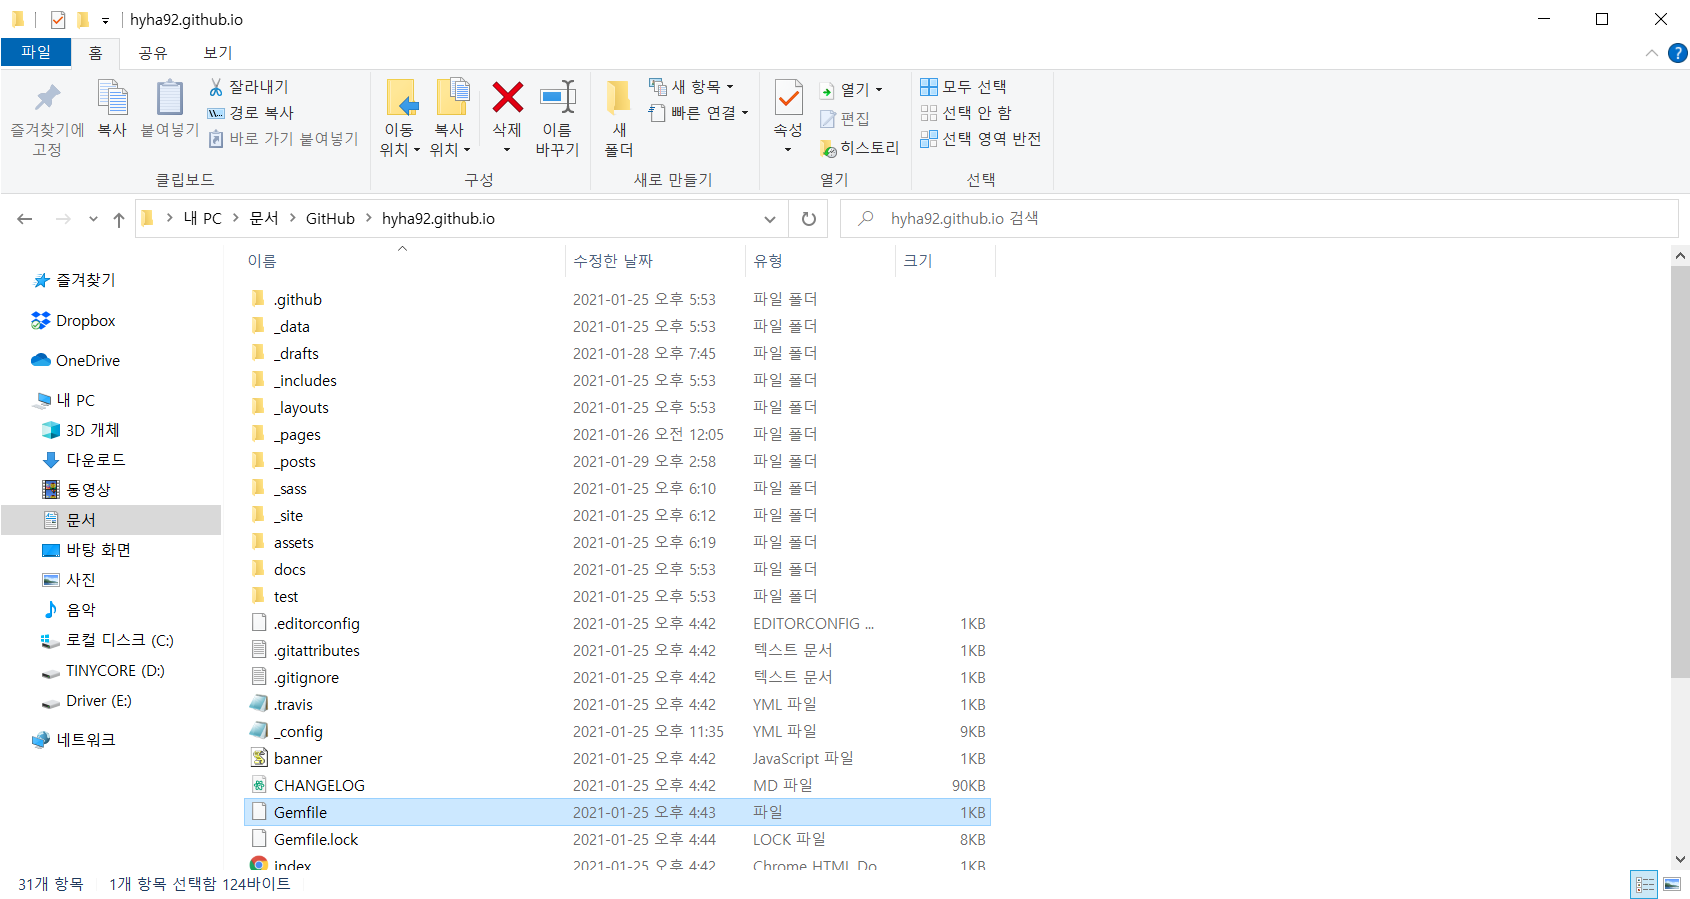 hyha92.github.io
파일 홈 공유 보기
즐겨찾기에 고정
복사
붙여넣기
잘라내기
경로 복사
바로 가기 붙여넣기
클립보드
이동 위치
복사 위치
삭제
이름 바꾸기
구성
새 폴더
새 항목
빠른 연결
새로 만들기
속성
열기
편집
히스토리
열기
모두 선택
선택 안 함
선택 영역 반전
선택
내 PC 문서 GitHub hyha92.github.io
hyha92.github.io 검색
즐겨찾기
Dropbox
OneDrive
내 PC
3D 개체
다운로드
동영상
문서
바탕 화면
사진
음악
로컬 디스크 (C:)
TINYCORE (D:)
Driver (E:)
네트워크
이름 수정한 날짜 유형 크기
.github 2021-01-25 오후 5:53 파일 폴더
_data 2021-01-25 오후 5:53 파일 폴더
_drafts 2021-01-28 오후 7:45 파일 폴더
_includes 2021-01-25 오후 5:53 파일 폴더
_layouts 2021-01-25 오후 5:53 파일 폴더
_pages 2021-01-26 오전 12:05 파일 폴더
_posts 2021-01-29 오후 2:58 파일 폴더
_sass 2021-01-25 오후 6:10 파일 폴더
_site 2021-01-25 오후 6:12 파일 폴더
assets 2021-01-25 오후 6:19 파일 폴더
docs 2021-01-25 오후 5:53 파일 폴더
test 2021-01-25 오후 5:53 파일 폴더
.editorconfig 2021-01-25 오후 4:42 EDITORCONFIG ... 1KB
.gitattributes 2021-01-25 오후 4:42 텍스트 문서 1KB
.gitignore 2021-01-25 오후 4:42 텍스트 문서 1KB
.travis 2021-01-25 오후 4:42 YML 파일 1KB
_config 2021-01-25 오후 11:35 YML 파일 9KB
banner 2021-01-25 오후 4:42 JavaScript 파일 1KB
CHANGELOG 2021-01-25 오후 4:42 MD 파일 90KB
Gemfile 2021-01-25 오후 4:43 파일 1KB
Gemfile.lock 2021-01-25 오후 4:44 LOCK 파일 8KB
index 2021-01-25 오후 4:42 Chrome HTML Do 1KB
31개 항목 1개 항목 선택함 124바이트